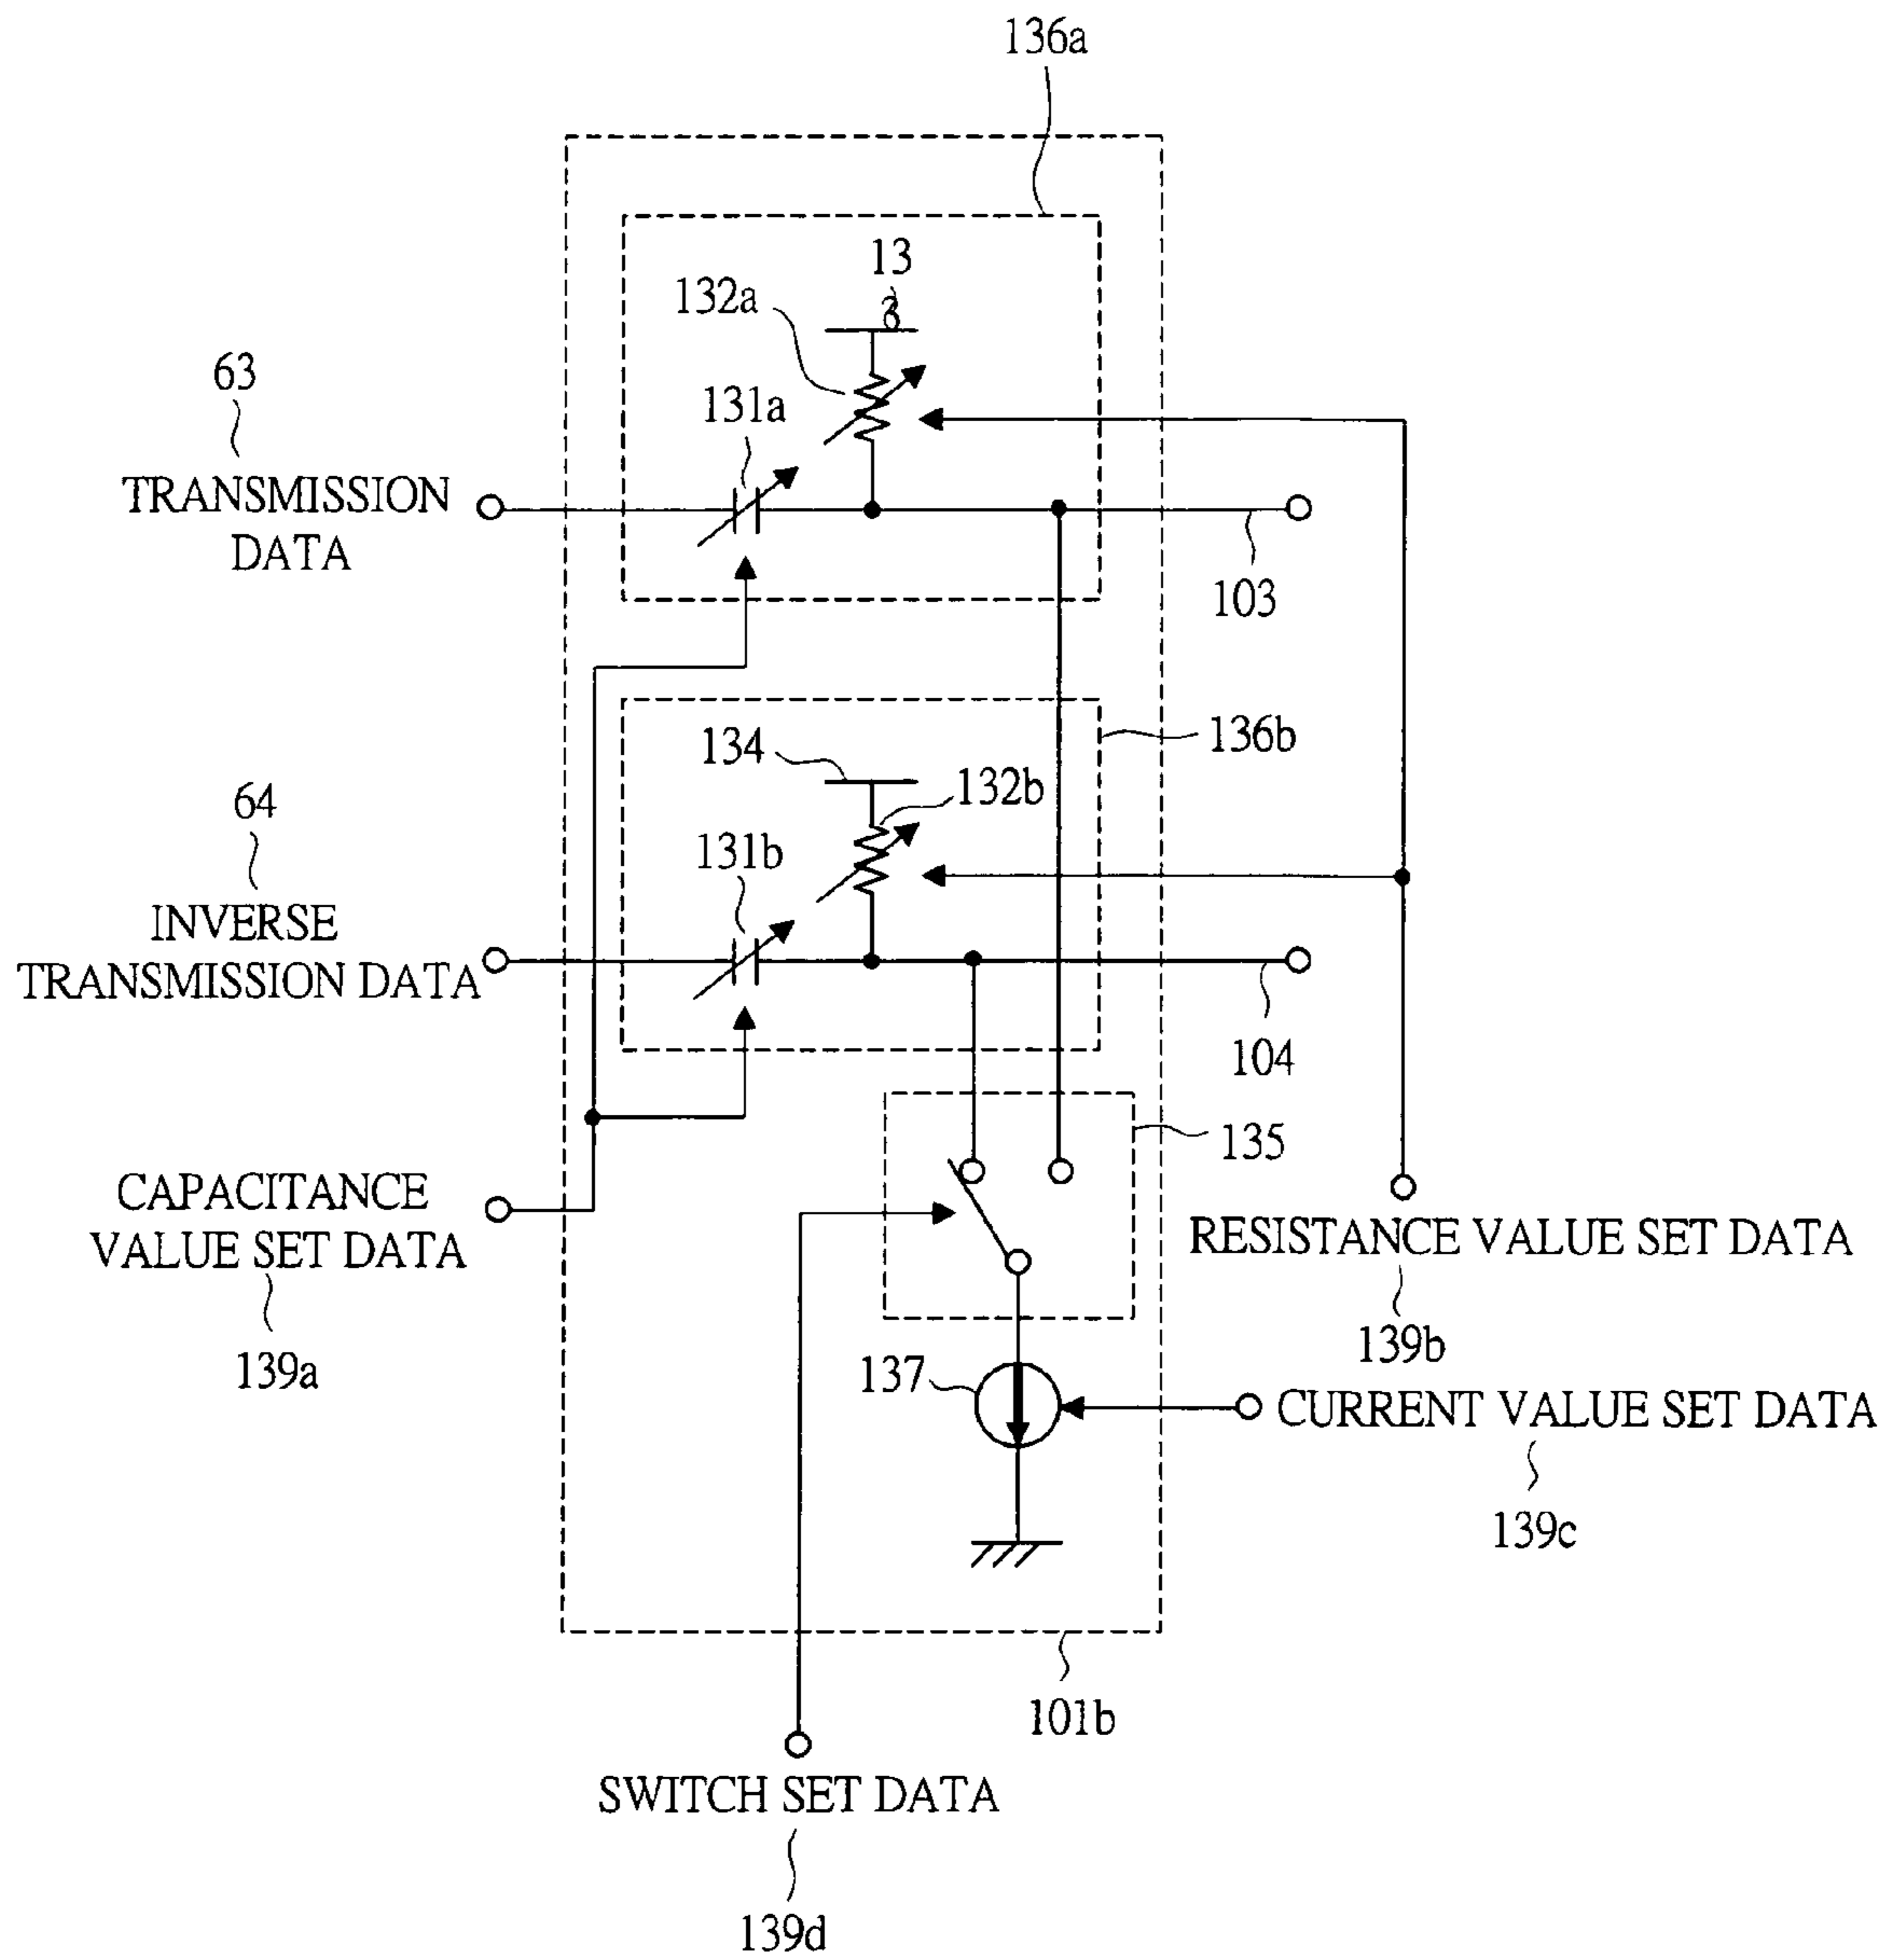 136a
13
3
132a
63
131a
TRANSMISSION
DATA
103
136b
134
132b
64
131b
INVERSE
TRANSMISSION DATA
104
135
CAPACITANCE
VALUE SET DATA
139a
RESISTANCE VALUE SET DATA
139b
137
CURRENT VALUE SET DATA
139c
101b
SWITCH SET DATA
139d